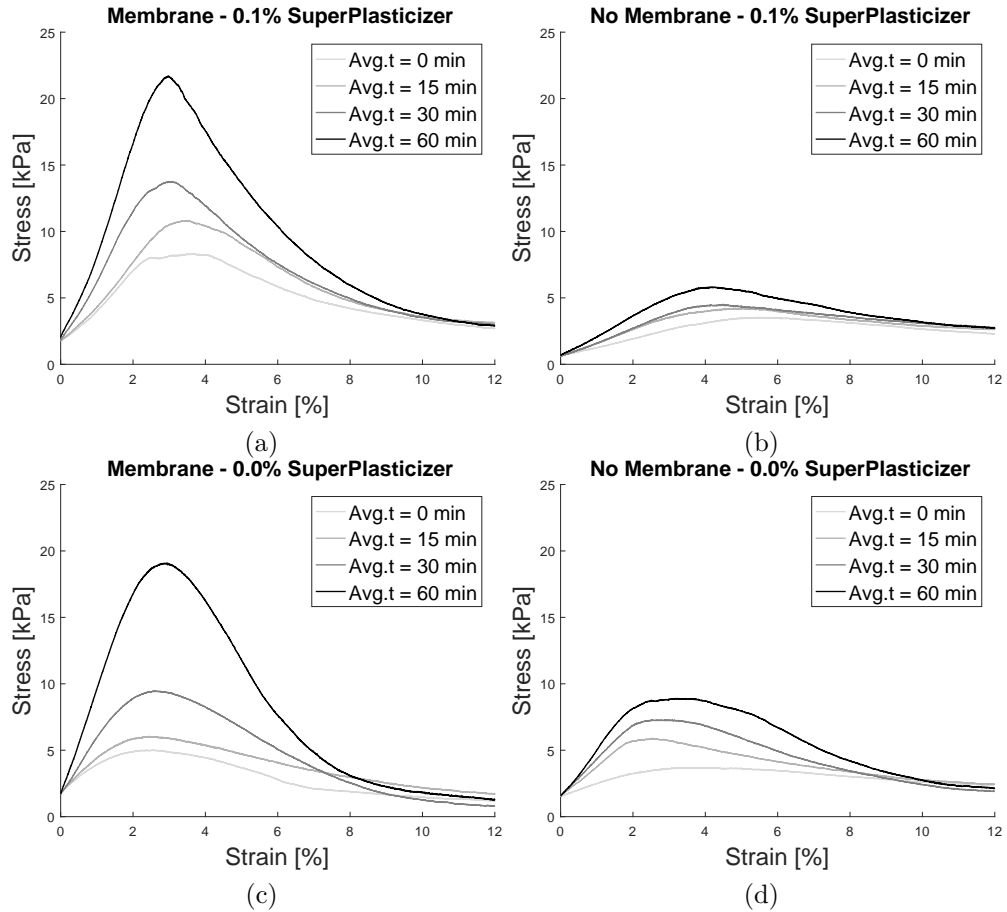 Membrane - 0.1% SuperPlasticizer
25
20
15
10
5
0
Stress [kPa]
Avg.t = 0 min
Avg.t = 15 min
Avg.t = 30 min
Avg.t = 60 min
0 2 4 6 8 10 12
Strain [%]
(a)
No Membrane - 0.1% SuperPlasticizer
25
20
15
10
5
0
Stress [kPa]
Avg.t = 0 min
Avg.t = 15 min
Avg.t = 30 min
Avg.t = 60 min
0 2 4 6 8 10 12
Strain [%]
(b)
Membrane - 0.0% SuperPlasticizer
25
20
15
10
5
0
Stress [kPa]
Avg.t = 0 min
Avg.t = 15 min
Avg.t = 30 min
Avg.t = 60 min
0 2 4 6 8 10 12
Strain [%]
(c)
No Membrane - 0.0% SuperPlasticizer
25
20
15
10
5
0
Stress [kPa]
Avg.t = 0 min
Avg.t = 15 min
Avg.t = 30 min
Avg.t = 60 min
0 2 4 6 8 10 12
Strain [%]
(d)